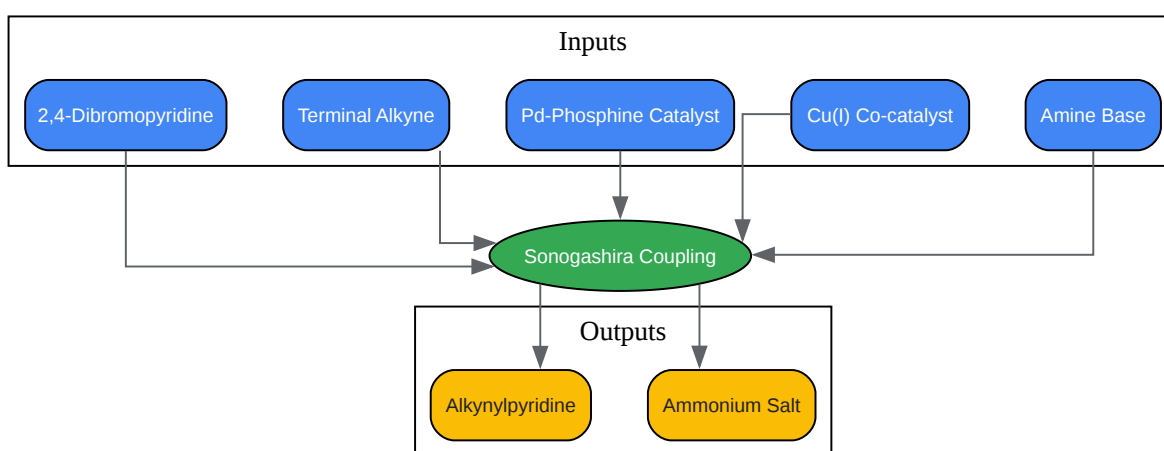 Inputs
2,4-Dibromopyridine
Terminal Alkyne
Pd-Phosphine Catalyst
Cu(I) Co-catalyst
Amine Base
Sonogashira Coupling
Outputs
Alkynylpyridine
Ammonium Salt